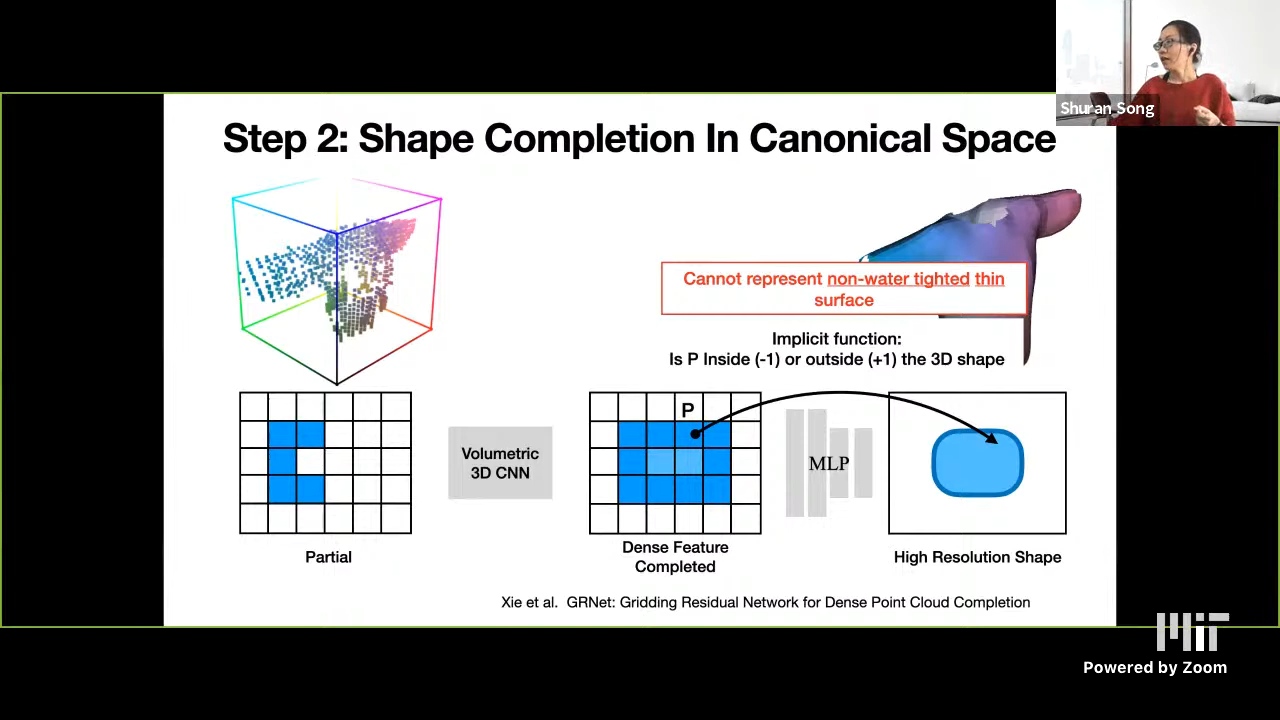 Shuran Song
Step 2: Shape Completion In Canonical Space
Cannot represent non-water tighted thin
surface
Implicit function:
Is P Inside (-1) or outside (+1) the 3D shape
P
Volumetric
3D CNN
MLP
Partial
Dense Feature
Completed
High Resolution Shape
Xie et al. GRNet: Gridding Residual Network for Dense Point Cloud Completion
MIT
Powered by Zoom